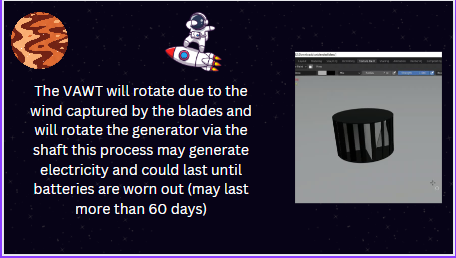 The VAWT will rotate due to the
wind captured by the blades and
will rotate the generator via the
shaft this process may generate
electricity and could last until
batteries are worn out (may last
more than 60 days)